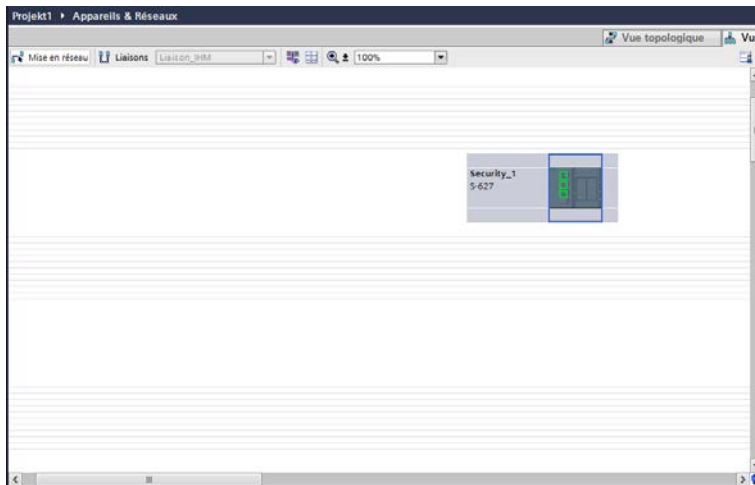 Projekt1 ▸ Appareils & Réseaux
Vue topologique Vu
Mise en réseau Liaisons Liaison_IHM 100%
Security_1
S-627